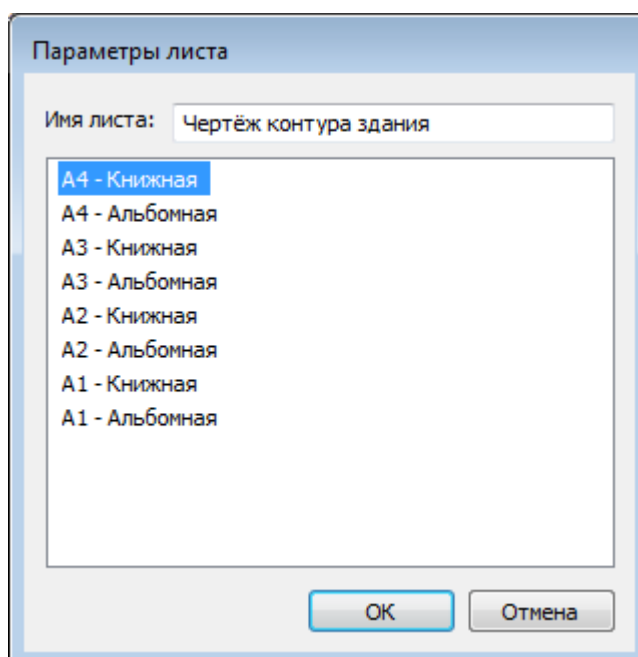 Параметры листа
Имя листа: Чертёж контура здания
А4 - Книжная
А4 - Альбомная
А3 - Книжная
А3 - Альбомная
А2 - Книжная
А2 - Альбомная
А1 - Книжная
А1 - Альбомная
ОК Отмена